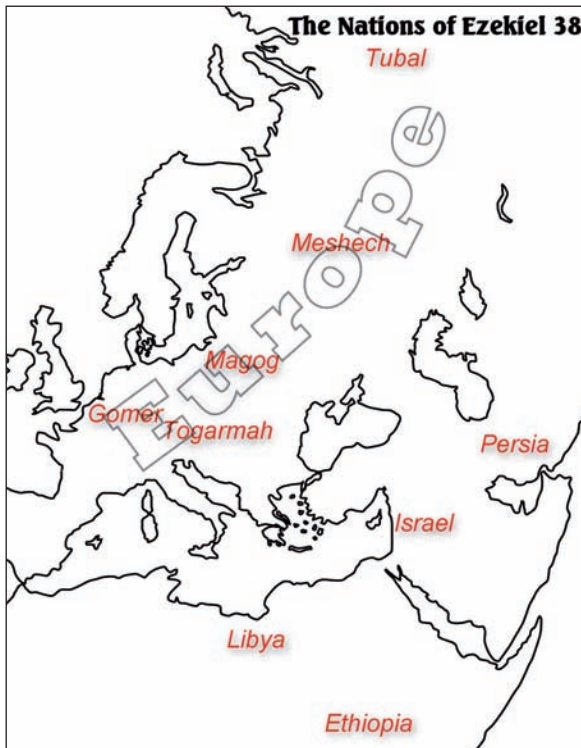 The Nations of Ezekiel 38
Tubal
Europe
Meshech
Magog
Gomer
Togarmah
Persia
Israel
Libya
Ethiopia